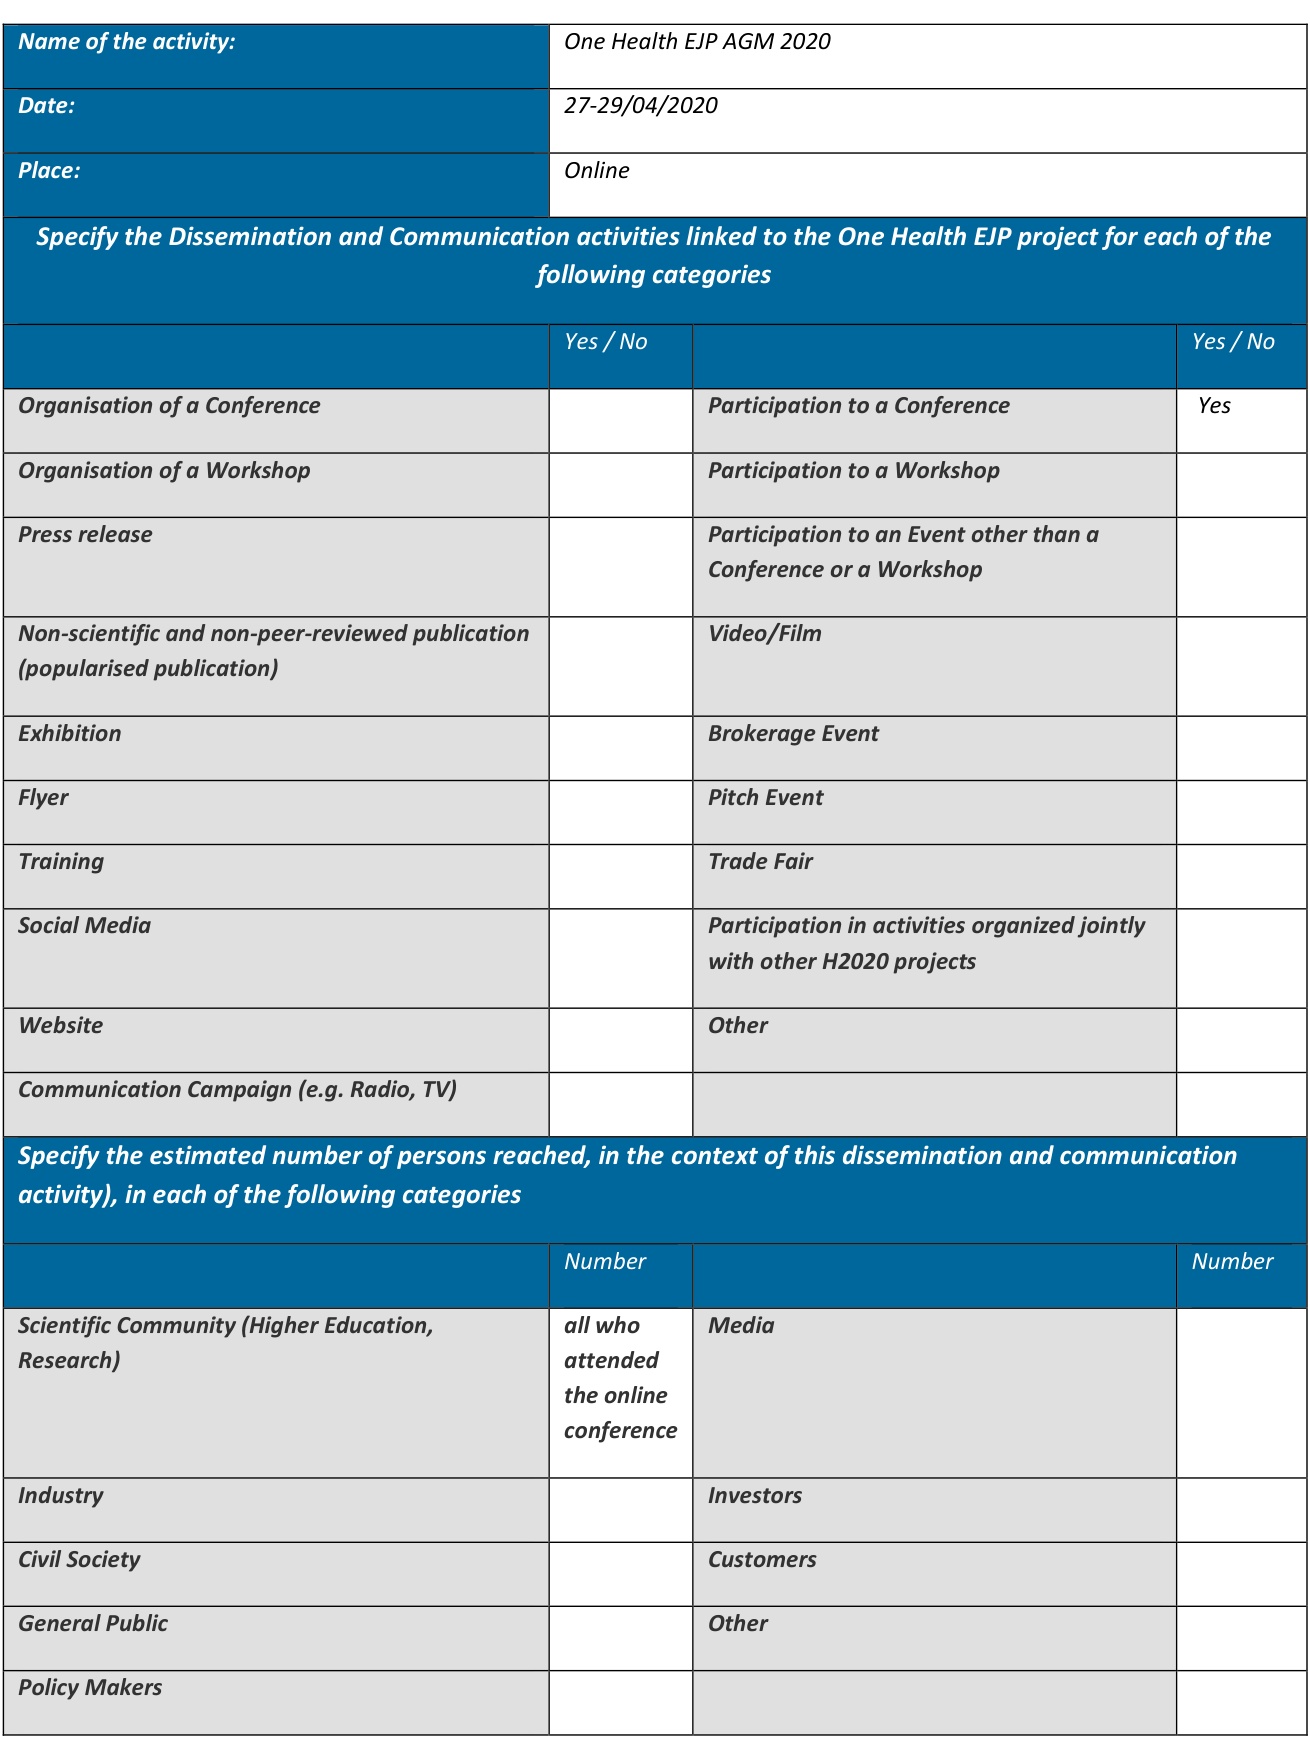 Name of the activity: One Health EJP AGM 2020
Date: 27-29/04/2020
Place: Online
Specify the Dissemination and Communication activities linked to the One Health EJP project for each of the
following categories
Yes / No Yes / No
Organisation of a Conference Participation to a Conference Yes
Organisation of a Workshop Participation to a Workshop
Press release Participation to an Event other than a
Conference or a Workshop
Non-scientific and non-peer-reviewed publication Video/Film
(popularised publication)
Exhibition Brokerage Event
Flyer Pitch Event
Training Trade Fair
Social Media Participation in activities organized jointly
with other H2020 projects
Website Other
Communication Campaign (e.g. Radio, TV)
Specify the estimated number of persons reached, in the context of this dissemination and communication
activity), in each of the following categories
Number Number
Scientific Community (Higher Education, all who Media
Research) attended
the online
conference
Industry Investors
Civil Society Customers
General Public Other
Policy Makers